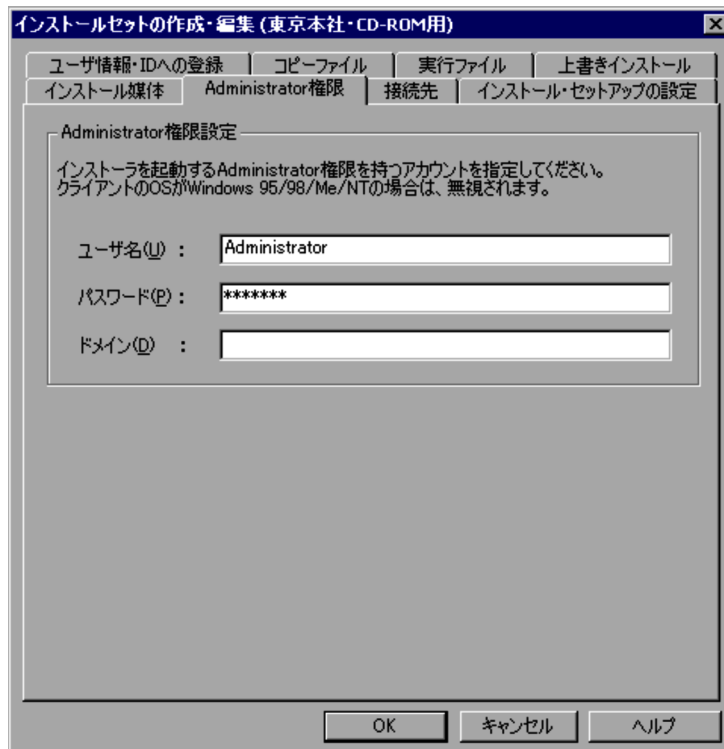 インストールセットの作成・編集 (東京本社・CD-ROM用)
ユーザ情報・IDへの登録 コピーファイル 実行ファイル 上書きインストール
インストール媒体 Administrator権限 接続先 インストール・セットアップの設定
Administrator権限設定
インストーラを起動するAdministrator権限を持つアカウントを指定してください。
クライアントのOSがWindows 95/98/Me/NTの場合は、無視されます。
ユーザ名(U) : Administrator
パスワード(P) : *******
ドメイン(D) :
OK キャンセル ヘルプ